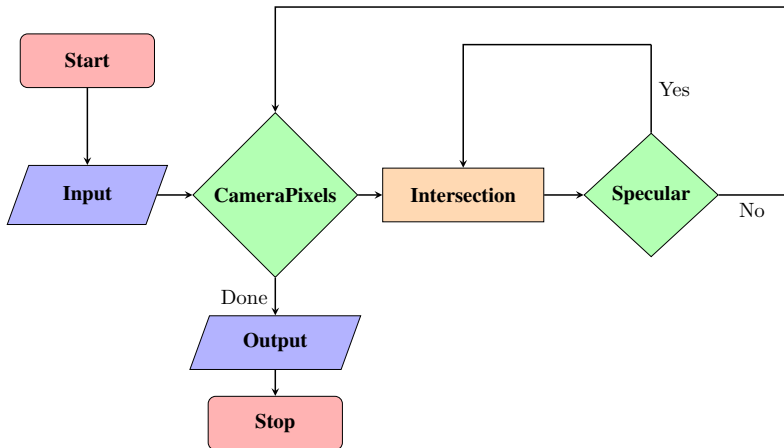 Start
Yes
Input
CameraPixels
Intersection
Specular
No
Done
Output
Stop